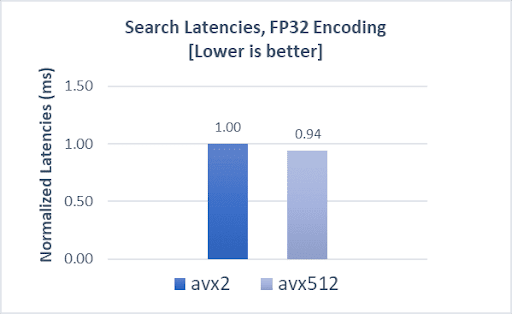 Search Latencies, FP32 Encoding
[Lower is better]
Normalized Latencies (ms)
1.50
1.00
0.50
0.00
1.00
0.94
avx2
avx512